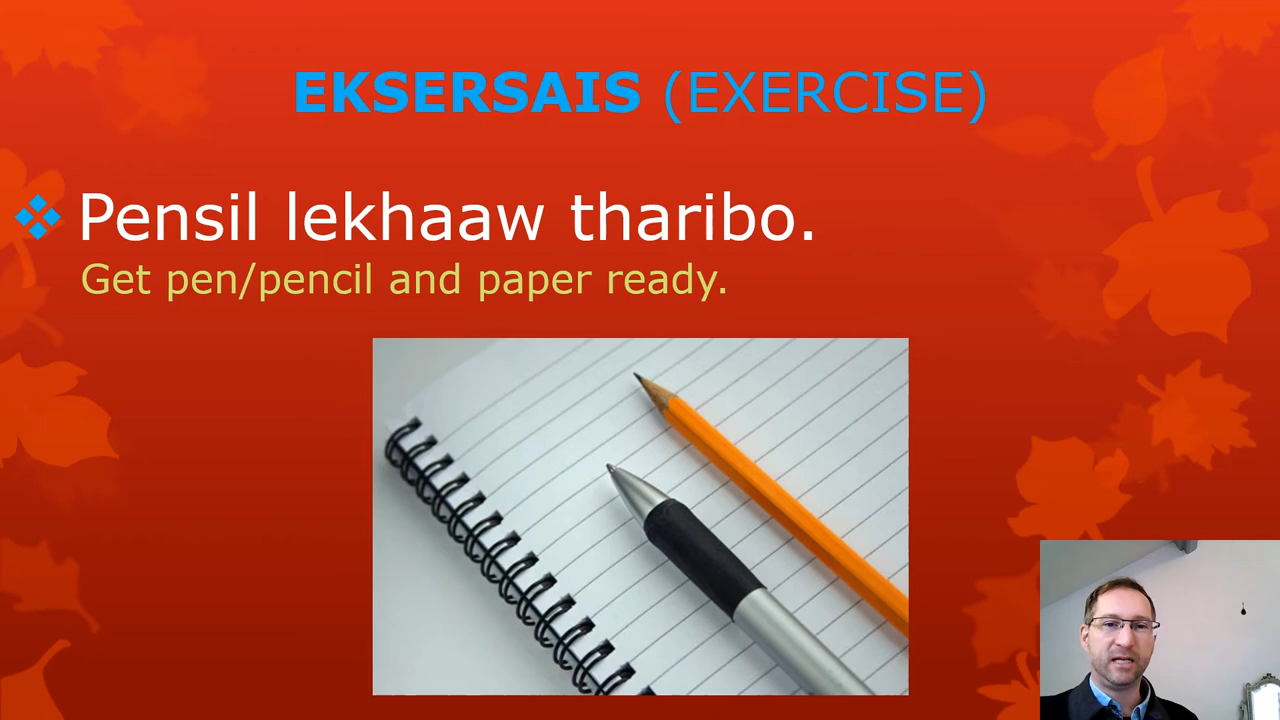 EKSERSAIS (EXERCISE)
Pensil lekhaaw tharibo.
Get pen/pencil and paper ready.